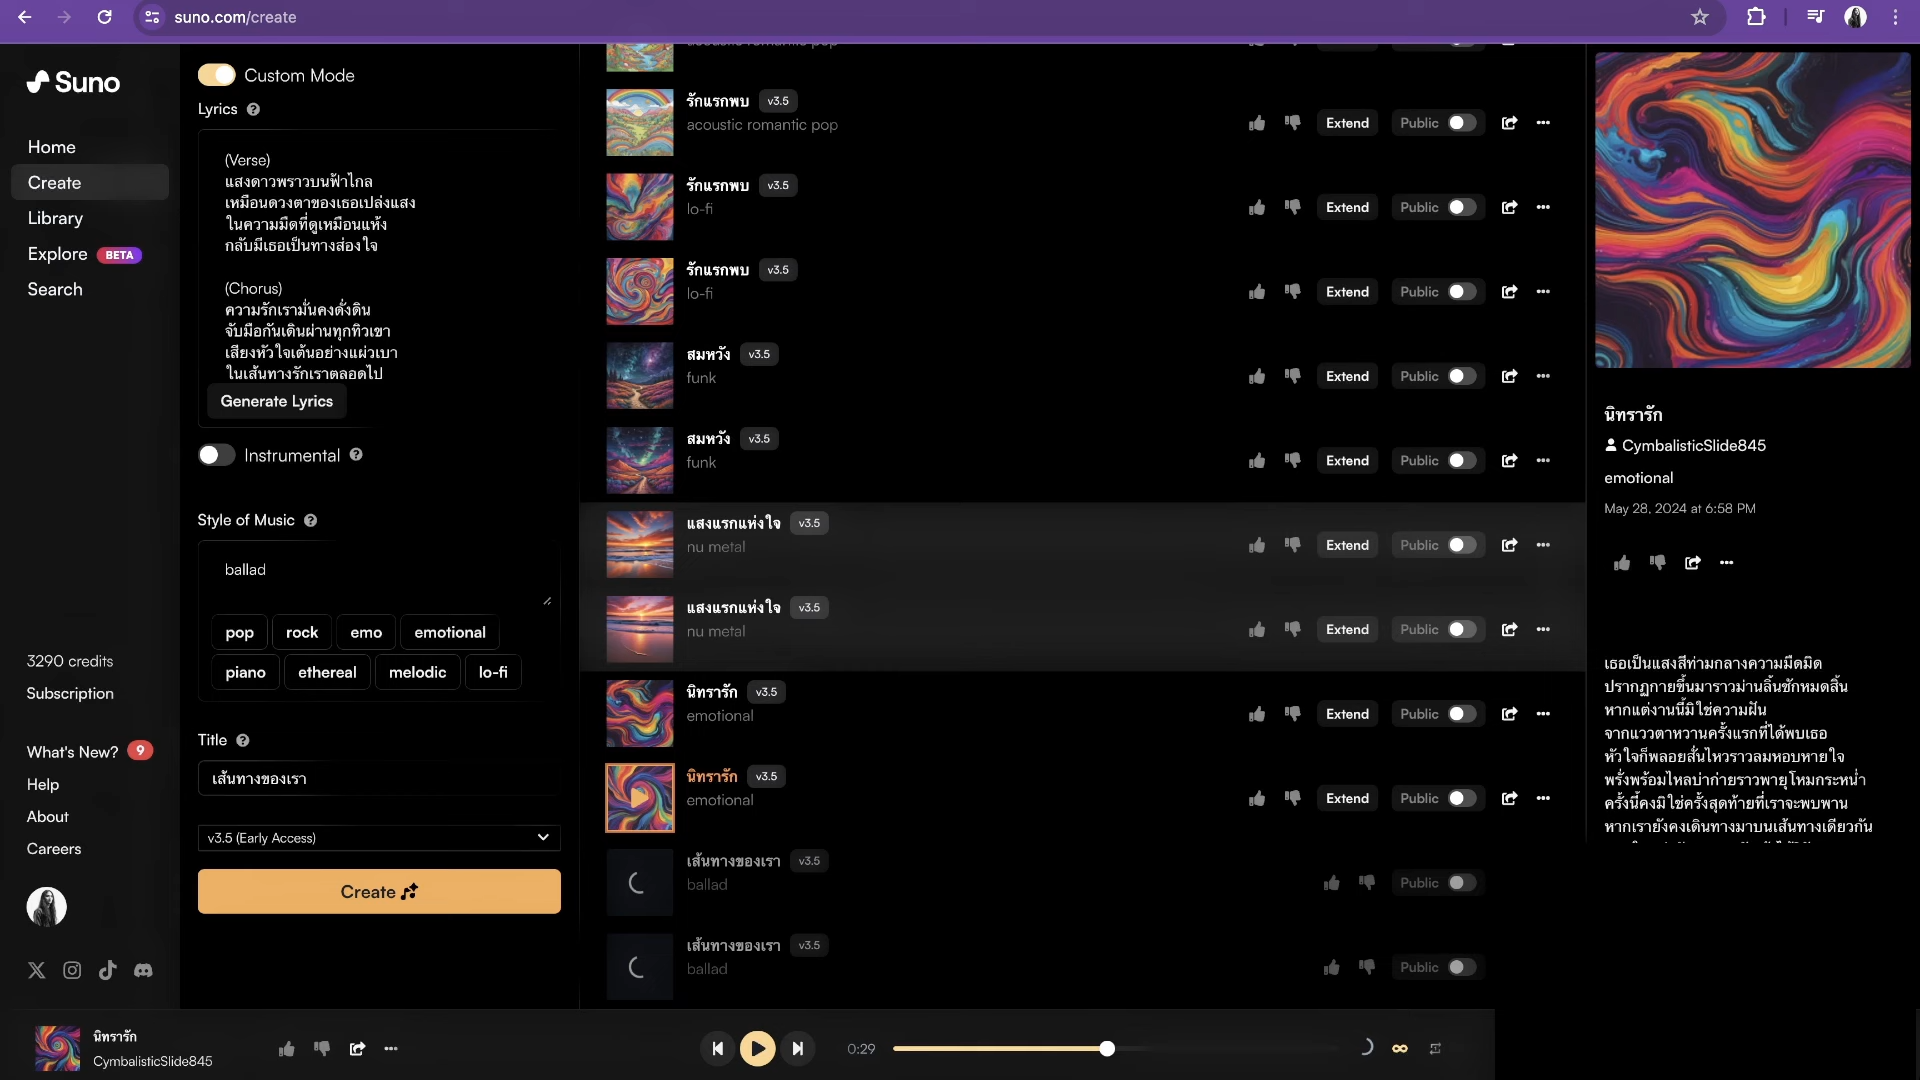 suno.com/create
Suno
Home
Create
Library
Explore BETA
Search
3290 credits
Subscription
What's New? 9
Help
About
Careers
Custom Mode
Lyrics
(Verse)
แสงดาวพราวบนฟ้าไกล
เหมือนดวงตาของเธอเปล่งแสง
ในความมืดที่ดูเหมือนแห้ง
กลับมีเธอเป็นทางส่องใจ
(Chorus)
ความรักเรามั่นคงดั่งดิน
จับมือกันเดินผ่านทุกทิวเขา
เสียงหัวใจเต้นอย่างแผ่วเบา
ในเส้นทางรักเราตลอดไป
Generate Lyrics
Instrumental
Style of Music
ballad
pop rock emo emotional
piano ethereal melodic lo-fi
Title
เส้นทางของเรา
v3.5 (Early Access)
Create
acoustic romantic pop
รักแรกพบ v3.5
acoustic romantic pop
Extend Public
รักแรกพบ v3.5
lo-fi
Extend Public
รักแรกพบ v3.5
lo-fi
Extend Public
สมหวัง v3.5
funk
Extend Public
สมหวัง v3.5
funk
Extend Public
แสงแรกแห่งใจ v3.5
nu metal
Extend Public
แสงแรกแห่งใจ v3.5
nu metal
Extend Public
นิทรารัก v3.5
emotional
Extend Public
นิทรารัก v3.5
emotional
Extend Public
เส้นทางของเรา v3.5
ballad
Public
เส้นทางของเรา v3.5
ballad
Public
นิทรารัก
CymbalisticSlide845
emotional
May 28, 2024 at 6:58 PM
เธอเป็นแสงสีท่ามกลางความมืดมิด
ปรากฏกายขึ้นมาราวม่านลิ้นชักหมดสิ้น
หากแต่งานนี้มิใช่ความฝัน
จากแววตาหวานครั้งแรกที่ได้พบเธอ
หัวใจก็พลอยสั่นไหวราวลมหอบหายใจ
พรั่งพร้อมไหลบ่าก่ายราวพายุโหมกระหน่ำ
ครั้งนี้คงมิใช่ครั้งสุดท้ายที่เราจะพบพาน
หากเรายังคงเดินทางมาบนเส้นทางเดียวกัน
นิทรารัก
CymbalisticSlide845
0:29